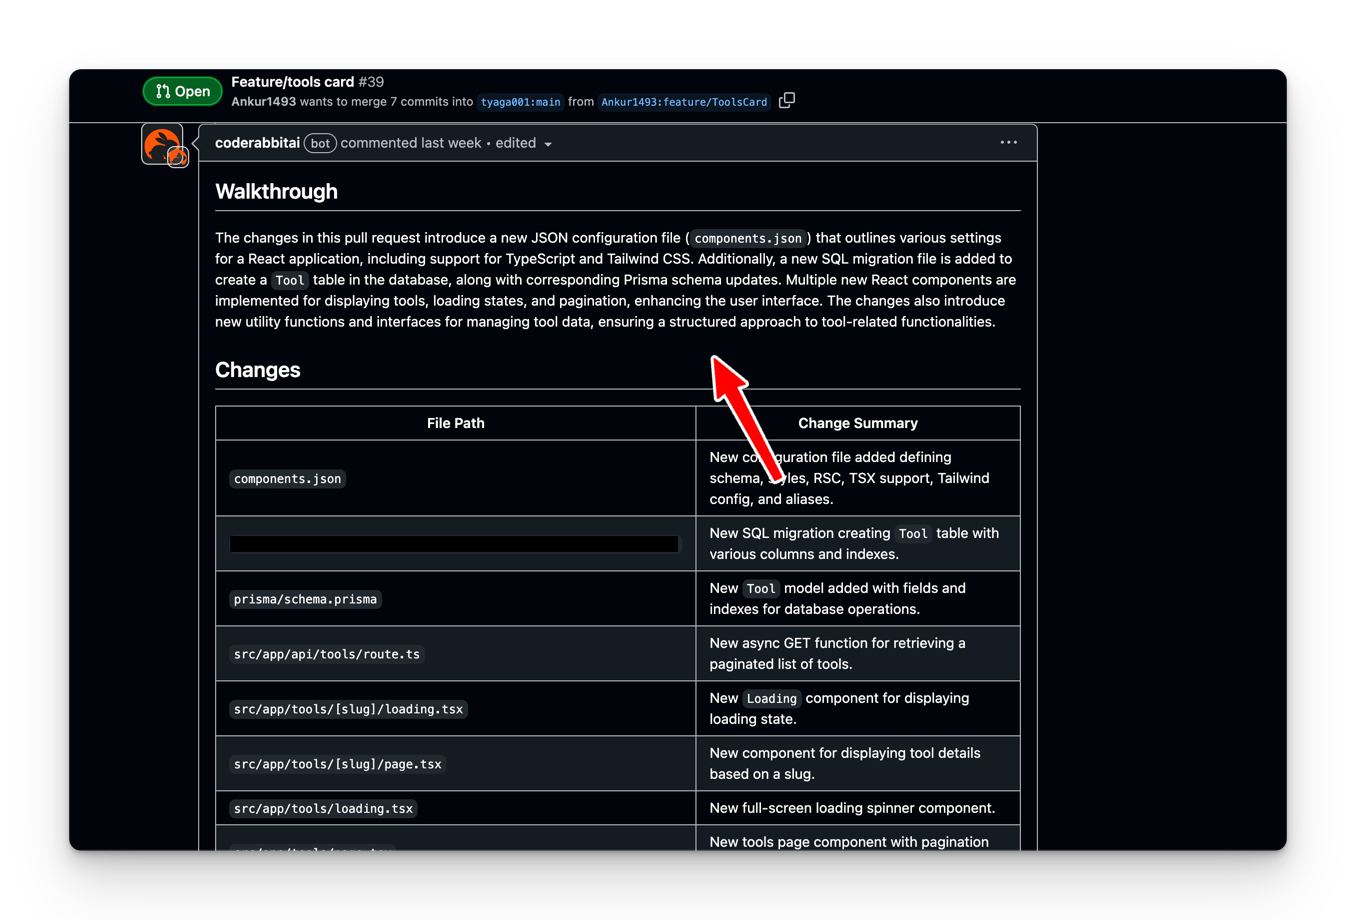 Open
Feature/tools card #39
Ankur1493 wants to merge 7 commits into tyaga001:main from Ankur1493:feature/ToolsCard
coderabbitai bot commented last week • edited
Walkthrough
The changes in this pull request introduce a new JSON configuration file ( components.json ) that outlines various settings
for a React application, including support for TypeScript and Tailwind CSS. Additionally, a new SQL migration file is added to
create a Tool table in the database, along with corresponding Prisma schema updates. Multiple new React components are
implemented for displaying tools, loading states, and pagination, enhancing the user interface. The changes also introduce
new utility functions and interfaces for managing tool data, ensuring a structured approach to tool-related functionalities.
Changes
File Path
Change Summary
components.json
New configuration file added defining
schema, styles, RSC, TSX support, Tailwind
config, and aliases.
New SQL migration creating Tool table with
various columns and indexes.
prisma/schema.prisma
New Tool model added with fields and
indexes for database operations.
src/app/api/tools/route.ts
New async GET function for retrieving a
paginated list of tools.
src/app/tools/[slug]/loading.tsx
New Loading component for displaying
loading state.
src/app/tools/[slug]/page.tsx
New component for displaying tool details
based on a slug.
src/app/tools/loading.tsx
New full-screen loading spinner component.
New tools page component with pagination